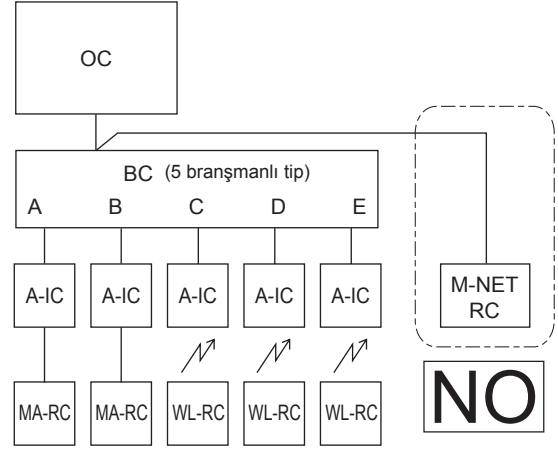 OC
BC (5 branşmanlı tip)
A B C D E
A-IC A-IC A-IC A-IC A-IC
M-NET
RC
MA-RC MA-RC WL-RC WL-RC WL-RC
NO